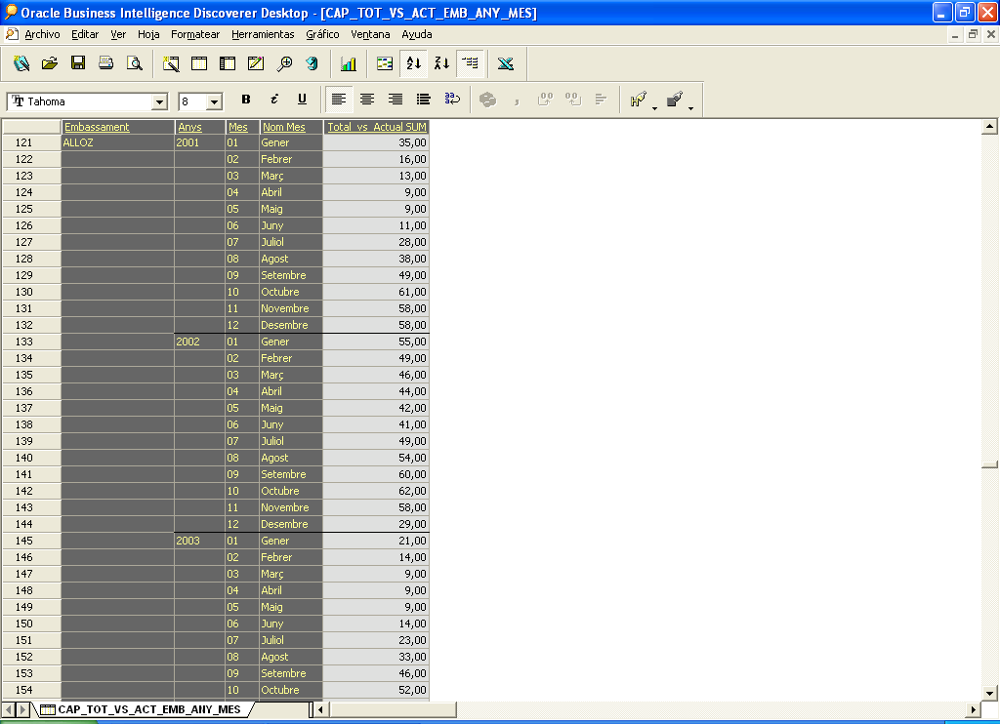 Oracle Business Intelligence Discoverer Desktop - [CAP_TOT_VS_ACT_EMB_ANY_MES]
Archivo Editar Ver Hoja Formatear Herramientas Gráfico Ventana Ayuda
Tahoma 8 B i U
Embassament Anys Mes Nom Mes Total vs Actual SUM
121 ALLOZ 2001 01 Gener 35,00
122 02 Febrer 16,00
123 03 Març 13,00
124 04 Abril 9,00
125 05 Maig 9,00
126 06 Juny 11,00
127 07 Juliol 28,00
128 08 Agost 38,00
129 09 Setembre 49,00
130 10 Octubre 61,00
131 11 Novembre 58,00
132 12 Desembre 58,00
133 2002 01 Gener 55,00
134 02 Febrer 49,00
135 03 Març 46,00
136 04 Abril 44,00
137 05 Maig 42,00
138 06 Juny 41,00
139 07 Juliol 49,00
140 08 Agost 54,00
141 09 Setembre 60,00
142 10 Octubre 62,00
143 11 Novembre 58,00
144 12 Desembre 29,00
145 2003 01 Gener 21,00
146 02 Febrer 14,00
147 03 Març 9,00
148 04 Abril 9,00
149 05 Maig 9,00
150 06 Juny 14,00
151 07 Juliol 23,00
152 08 Agost 33,00
153 09 Setembre 46,00
154 10 Octubre 52,00
CAP_TOT_VS_ACT_EMB_ANY_MES